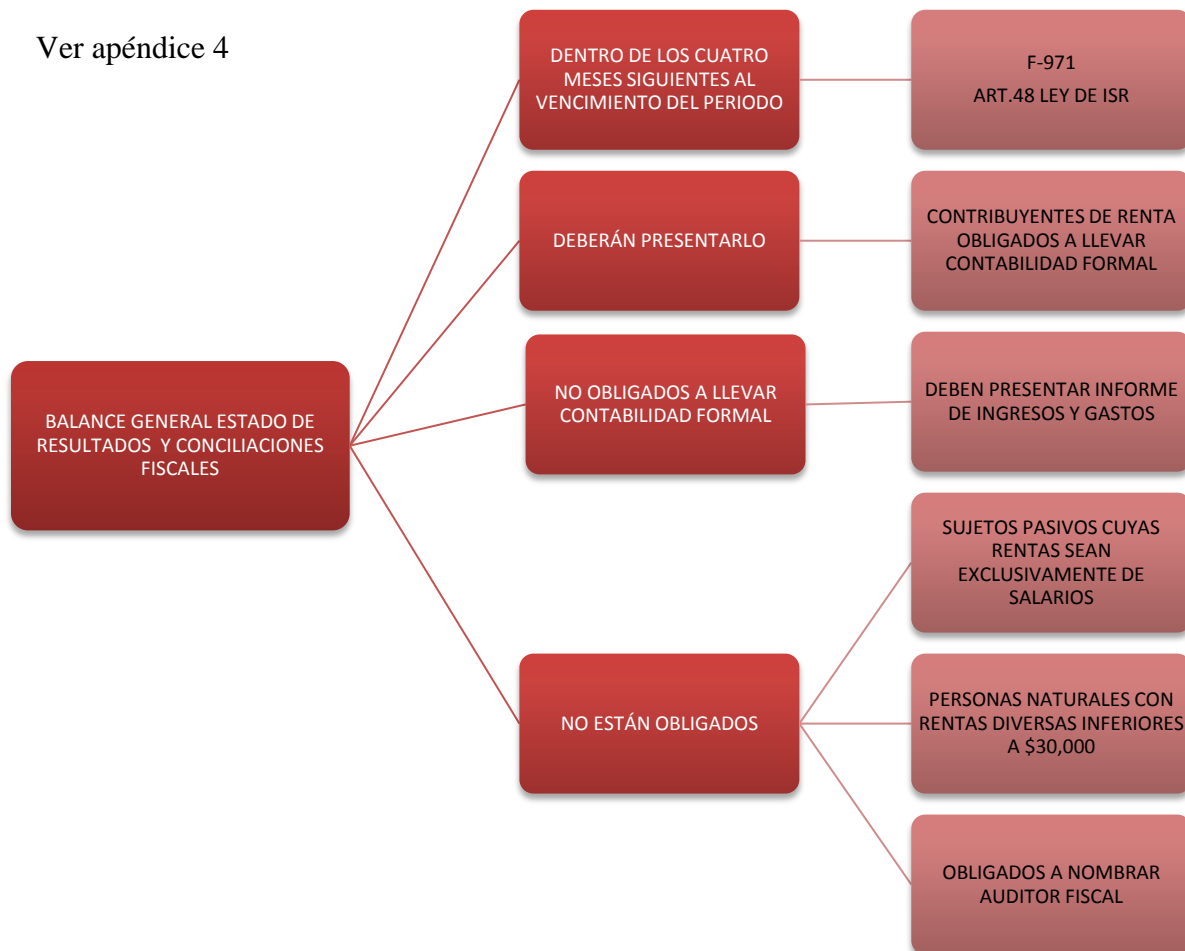 Ver apéndice 4
BALANCE GENERAL ESTADO DE
RESULTADOS Y CONCILIACIONES
FISCALES
DENTRO DE LOS CUATRO
MESES SIGUIENTES AL
VENCIMIENTO DEL PERIODO
F-971
ART.48 LEY DE ISR
DEBERÁN PRESENTARLO
CONTRIBUYENTES DE RENTA
OBLIGADOS A LLEVAR
CONTABILIDAD FORMAL
NO OBLIGADOS A LLEVAR
CONTABILIDAD FORMAL
DEBEN PRESENTAR INFORME
DE INGRESOS Y GASTOS
NO ESTÁN OBLIGADOS
SUJETOS PASIVOS CUYAS
RENTAS SEAN
EXCLUSIVAMENTE DE
SALARIOS
PERSONAS NATURALES CON
RENTAS DIVERSAS INFERIORES
A $30,000
OBLIGADOS A NOMBRAR
AUDITOR FISCAL